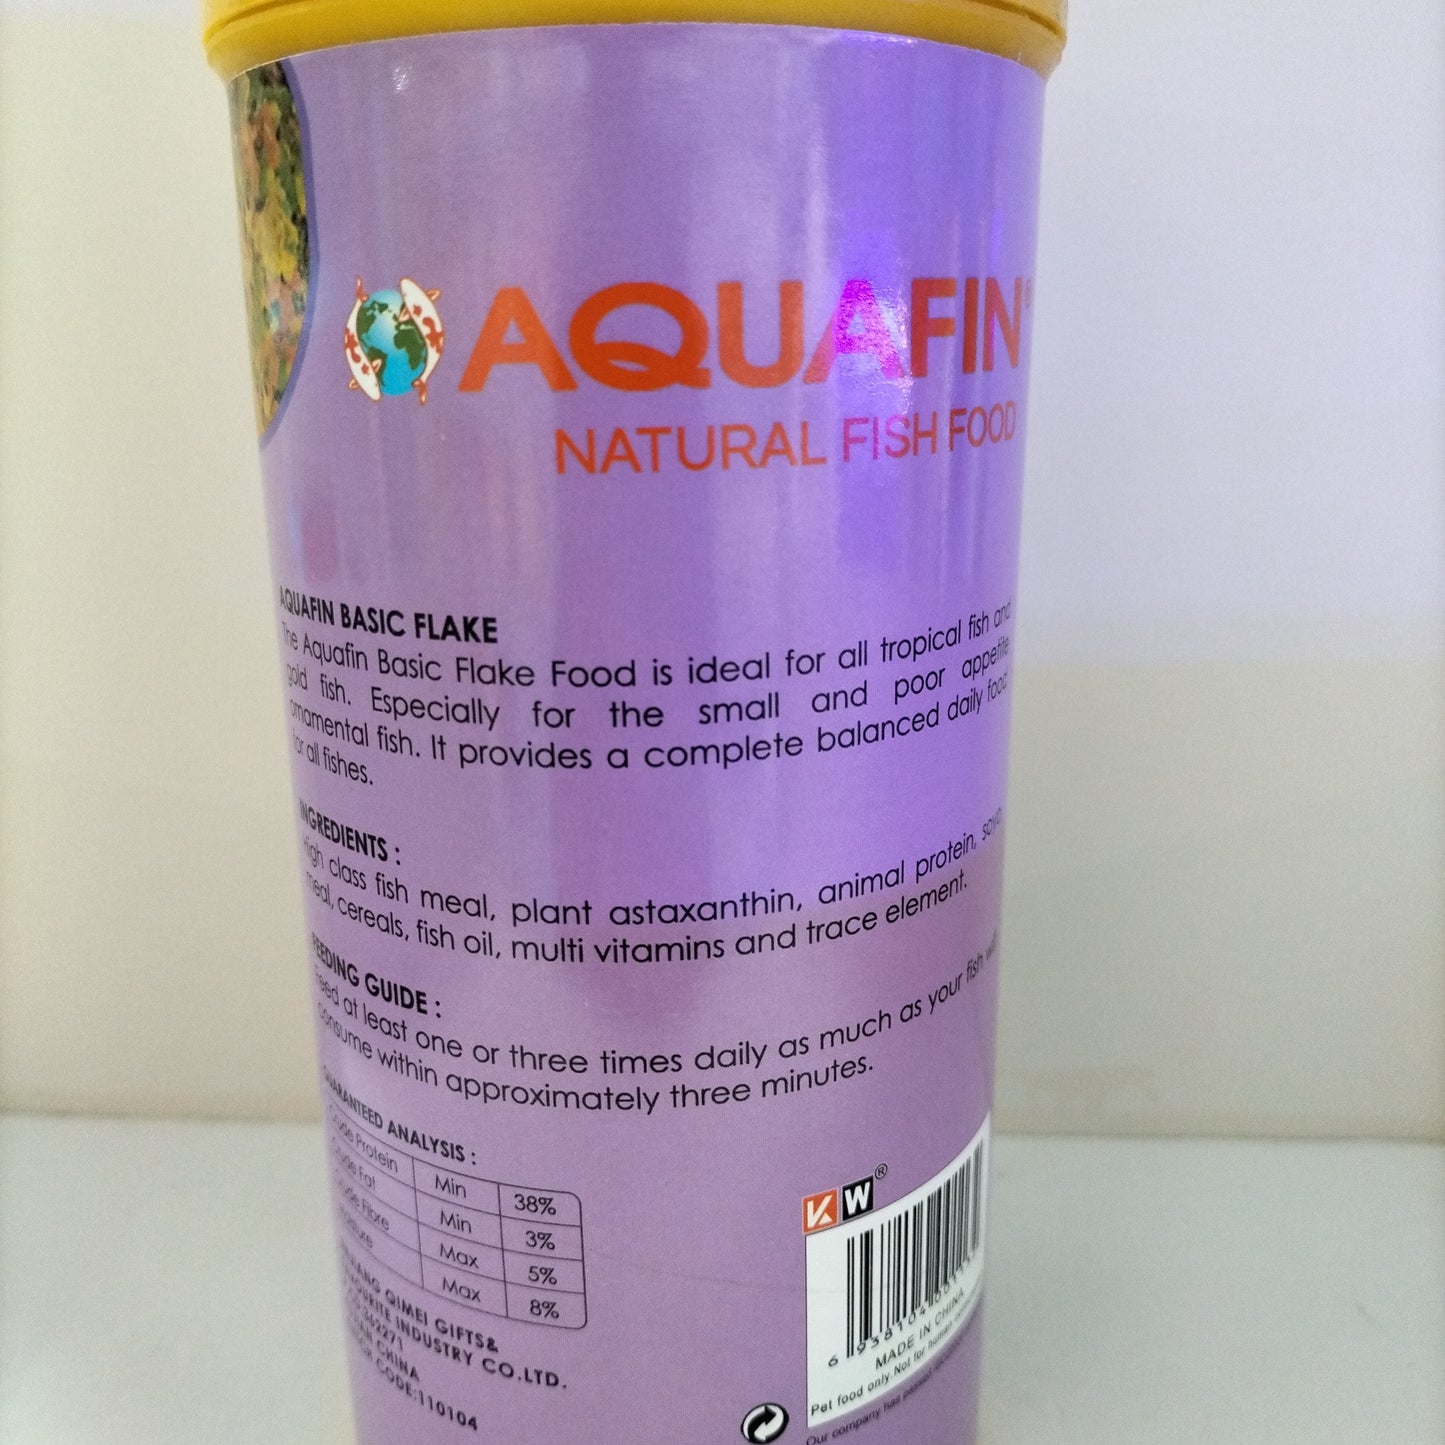 AQUAFIN®
NATURAL FISH FOOD
AQUAFIN BASIC FLAKE
The Aquafin Basic Flake Food is ideal for all tropical fish and
gold fish. Especially for the small and poor appetite
ornamental fish. It provides a complete balanced daily food
for all fishes.
INGREDIENTS :
High class fish meal, plant astaxanthin, animal protein, soya
meal, cereals, fish oil, multi vitamins and trace element.
FEEDING GUIDE :
Feed at least one or three times daily as much as your fish will
consume within approximately three minutes.
GUARANTEED ANALYSIS :
Crude Protein Min 38%
Crude Fat Min 3%
Crude Fibre Max 5%
Moisture Max 8%
QIMEI GIFTS&
INDUSTRY CO.LTD.
CHINA
CODE:110104
KW®
6 938104
MADE IN CHINA
Pet food only. Not for human
Our company has passed